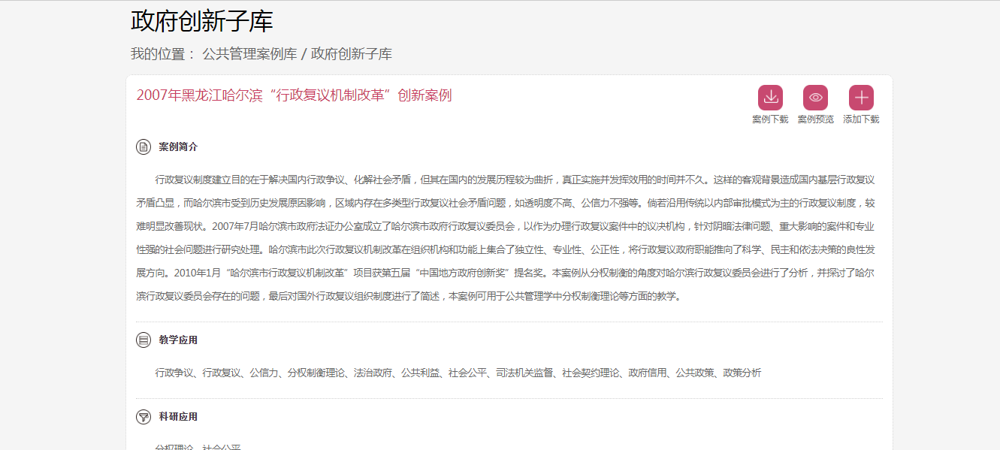 政府创新子库
我的位置： 公共管理案例库 / 政府创新子库
2007年黑龙江哈尔滨“行政复议机制改革”创新案例
案例下载 案例预览 添加下载
案例简介
行政复议制度建立目的在于解决国内行政争议、化解社会矛盾，但其在国内的发展历程较为曲折，真正实施并发挥效用的时间并不久。这样的客观背景造成国内基层行政复议
矛盾凸显，而哈尔滨市受到历史发展原因影响，区域内存在多类型行政复议社会矛盾问题，如透明度不高、公信力不强等。倘若沿用传统以内部审批模式为主的行政复议制度，较
难明显改善现状。2007年7月哈尔滨市政府法证办公室成立了哈尔滨市政府行政复议委员会，以作为办理行政复议案件中的议决机构，针对阴暗法律问题、重大影响的案件和专业
性强的社会问题进行研究处理。哈尔滨市此次行政复议机制改革在组织机构和功能上集合了独立性、专业性、公正性，将行政复议政府职能推向了科学、民主和依法决策的良性发
展方向。2010年1月“哈尔滨市行政复议机制改革”项目获第五届“中国地方政府创新奖”提名奖。本案例从分权制衡的角度对哈尔滨行政复议委员会进行了分析，并探讨了哈尔
滨行政复议委员会存在的问题，最后对国外行政复议组织制度进行了简述，本案例可用于公共管理学中分权制衡理论等方面的教学。
教学应用
行政争议、行政复议、公信力、分权制衡理论、法治政府、公共利益、社会公平、司法机关监督、社会契约理论、政府信用、公共政策、政策分析
科研应用
分权理论、社会公平